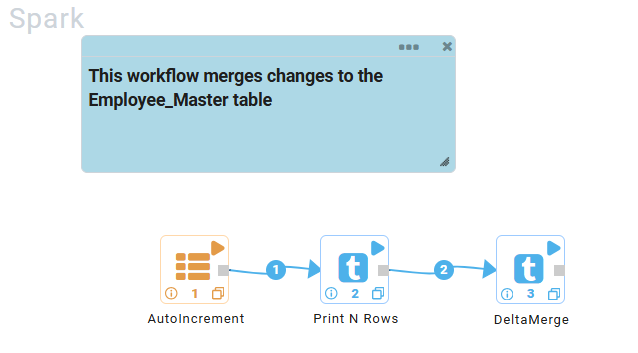 Spark
This workflow merges changes to the
Employee_Master table
1
2
t
t
1
2
3
AutoIncrement
Print N Rows
DeltaMerge